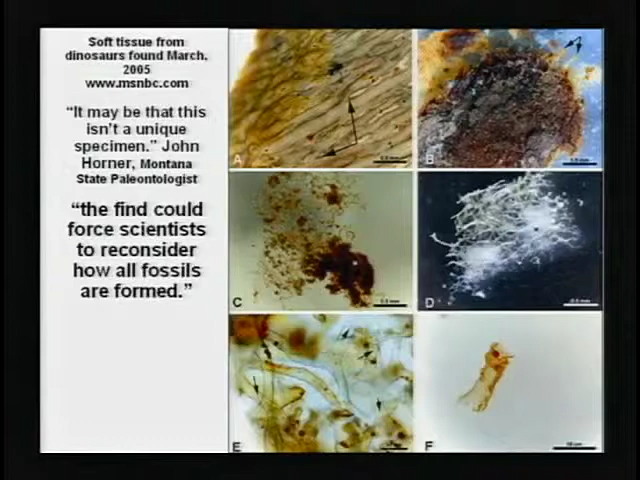 Soft tissue from
dinosaurs found March,
2005
www.msnbc.com
“It may be that this
isn’t a unique
specimen.” John
Horner, Montana
State Paleontologist
“the find could
force scientists
to reconsider
how all fossils
are formed.”
A
B
C
D
E
F